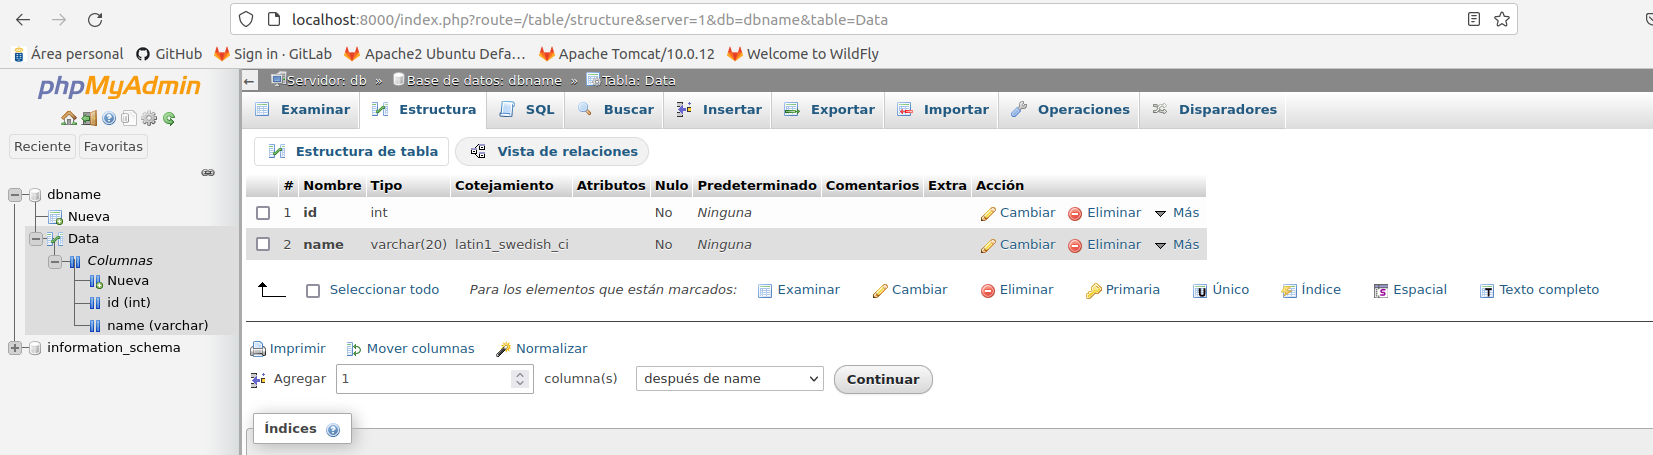 localhost:8000/index.php?route=/table/structure&server=1&db=dbname&table=Data
Área personal GitHub Sign in · GitLab Apache2 Ubuntu Defa… Apache Tomcat/10.0.12 Welcome to WildFly
phpMyAdmin
Reciente Favoritas
dbname
Nueva
Data
Columnas
Nueva
id (int)
name (varchar)
information_schema
Servidor: db » Base de datos: dbname » Tabla: Data
Examinar Estructura SQL Buscar Insertar Exportar Importar Operaciones Disparadores
Estructura de tabla Vista de relaciones
# Nombre Tipo Cotejamiento Atributos Nulo Predeterminado Comentarios Extra Acción
1 id int No Ninguna Cambiar Eliminar Más
2 name varchar(20) latin1_swedish_ci No Ninguna Cambiar Eliminar Más
Seleccionar todo Para los elementos que están marcados: Examinar Cambiar Eliminar Primaria Único Índice Espacial Texto completo
Imprimir Mover columnas Normalizar
Agregar 1 columna(s) después de name Continuar
Índices